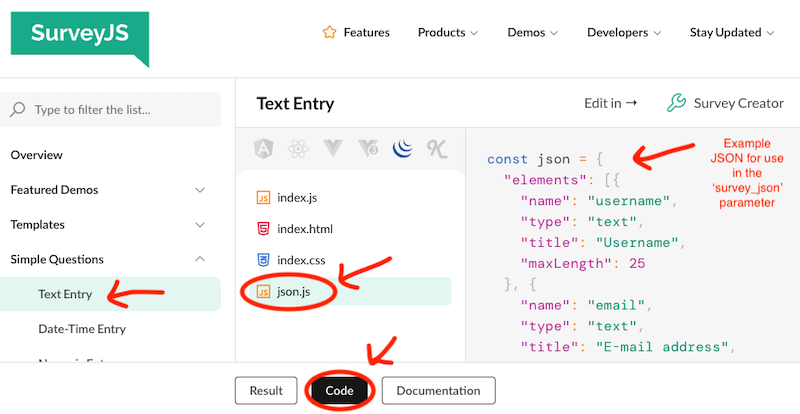 SurveyJS
Features
Products
Demos
Developers
Stay Updated
Type to filter the list...
Overview
Featured Demos
Templates
Simple Questions
Text Entry
Date-Time Entry
Text Entry
Edit in →
Survey Creator
JS index.js
index.html
index.css
JS json.js
const json = {
"elements": [{
"name": "username",
"type": "text",
"title": "Username",
"maxLength": 25
}, {
"name": "email",
"type": "text",
"title": "E-mail address",
Example
JSON for use
in the
‘survey_json’
parameter
Result
Code
Documentation